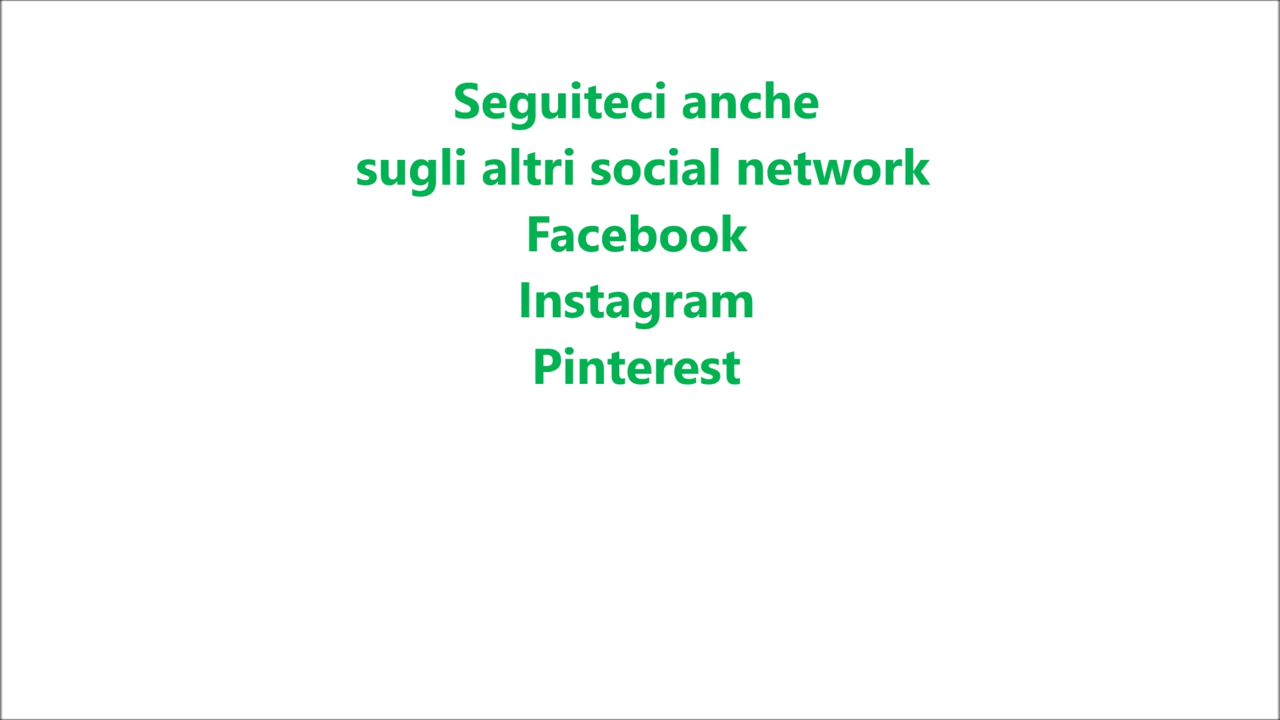 Seguiteci anche
sugli altri social network
Facebook
Instagram
Pinterest